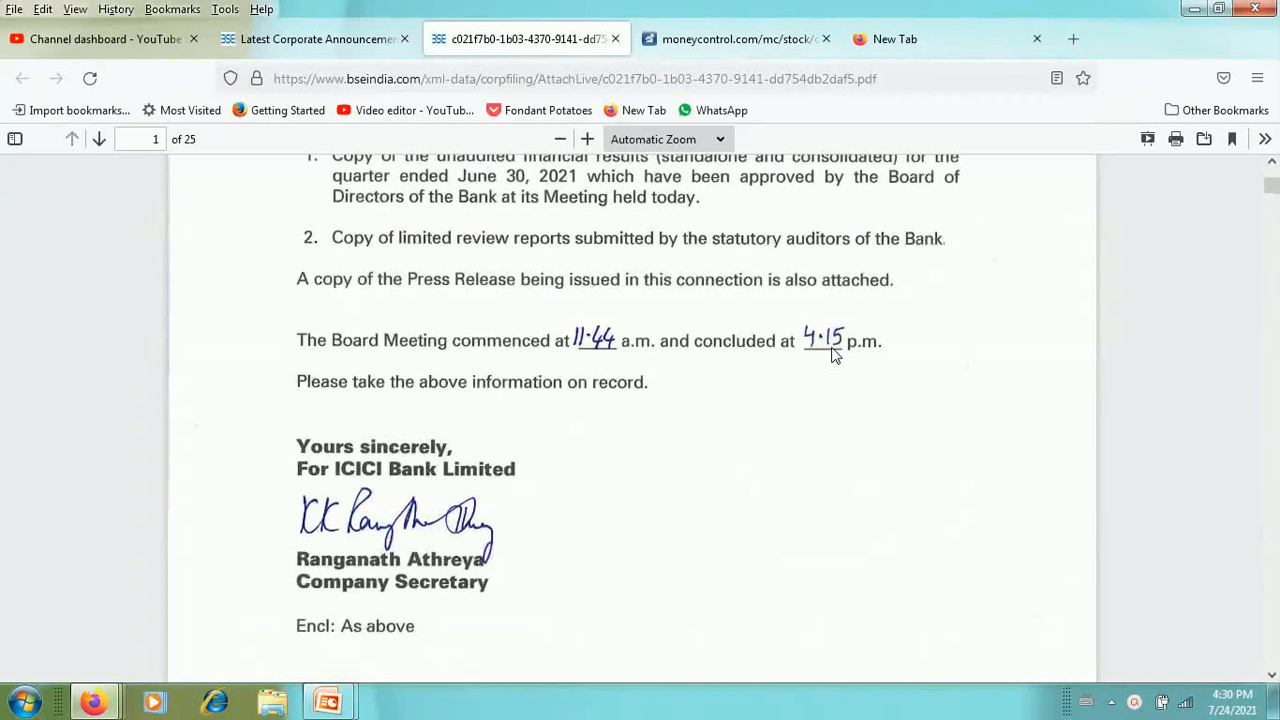 File Edit View History Bookmarks Tools Help
Channel dashboard - YouTube
Latest Corporate Announcemen
c021f7b0-1b03-4370-9141-dd75
moneycontrol.com/mc/stock/c
New Tab
https://www.bseindia.com/xml-data/corpfiling/AttachLive/c021f7b0-1b03-4370-9141-dd754db2daf5.pdf
Import bookmarks... Most Visited Getting Started Video editor - YouTub... Fondant Potatoes New Tab WhatsApp Other Bookmarks
1 of 25 Automatic Zoom
1. Copy of the unaudited financial results (standalone and consolidated) for the
quarter ended June 30, 2021 which have been approved by the Board of
Directors of the Bank at its Meeting held today.
2. Copy of limited review reports submitted by the statutory auditors of the Bank.
A copy of the Press Release being issued in this connection is also attached.
The Board Meeting commenced at 11.44 a.m. and concluded at 4.15 p.m.
Please take the above information on record.
Yours sincerely,
For ICICI Bank Limited
Ranganath Athreya
Company Secretary
Encl: As above
4:30 PM
7/24/2021